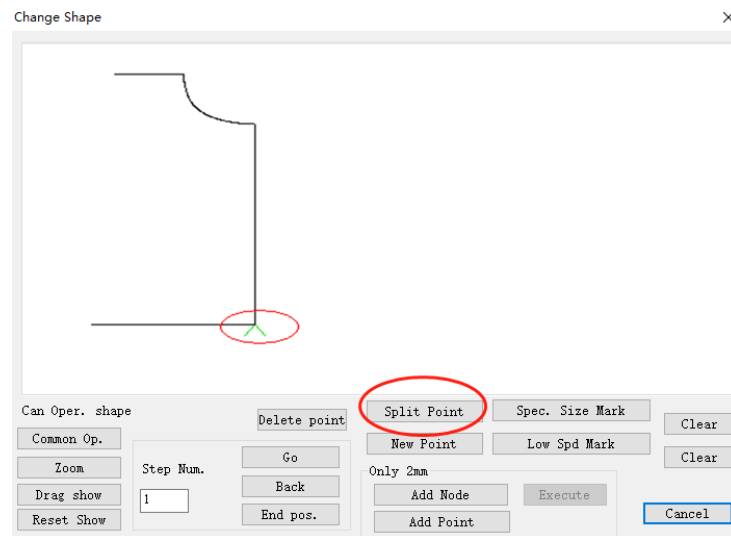 Change Shape
Can Oper. shape
Delete point
Split Point
Spec. Size Mark
Clear
Common Op.
New Point
Low Spd Mark
Clear
Zoom
Step Num.
Go
Only 2mm
Drag show
1
Back
Add Node
Execute
Reset Show
End pos.
Add Point
Cancel